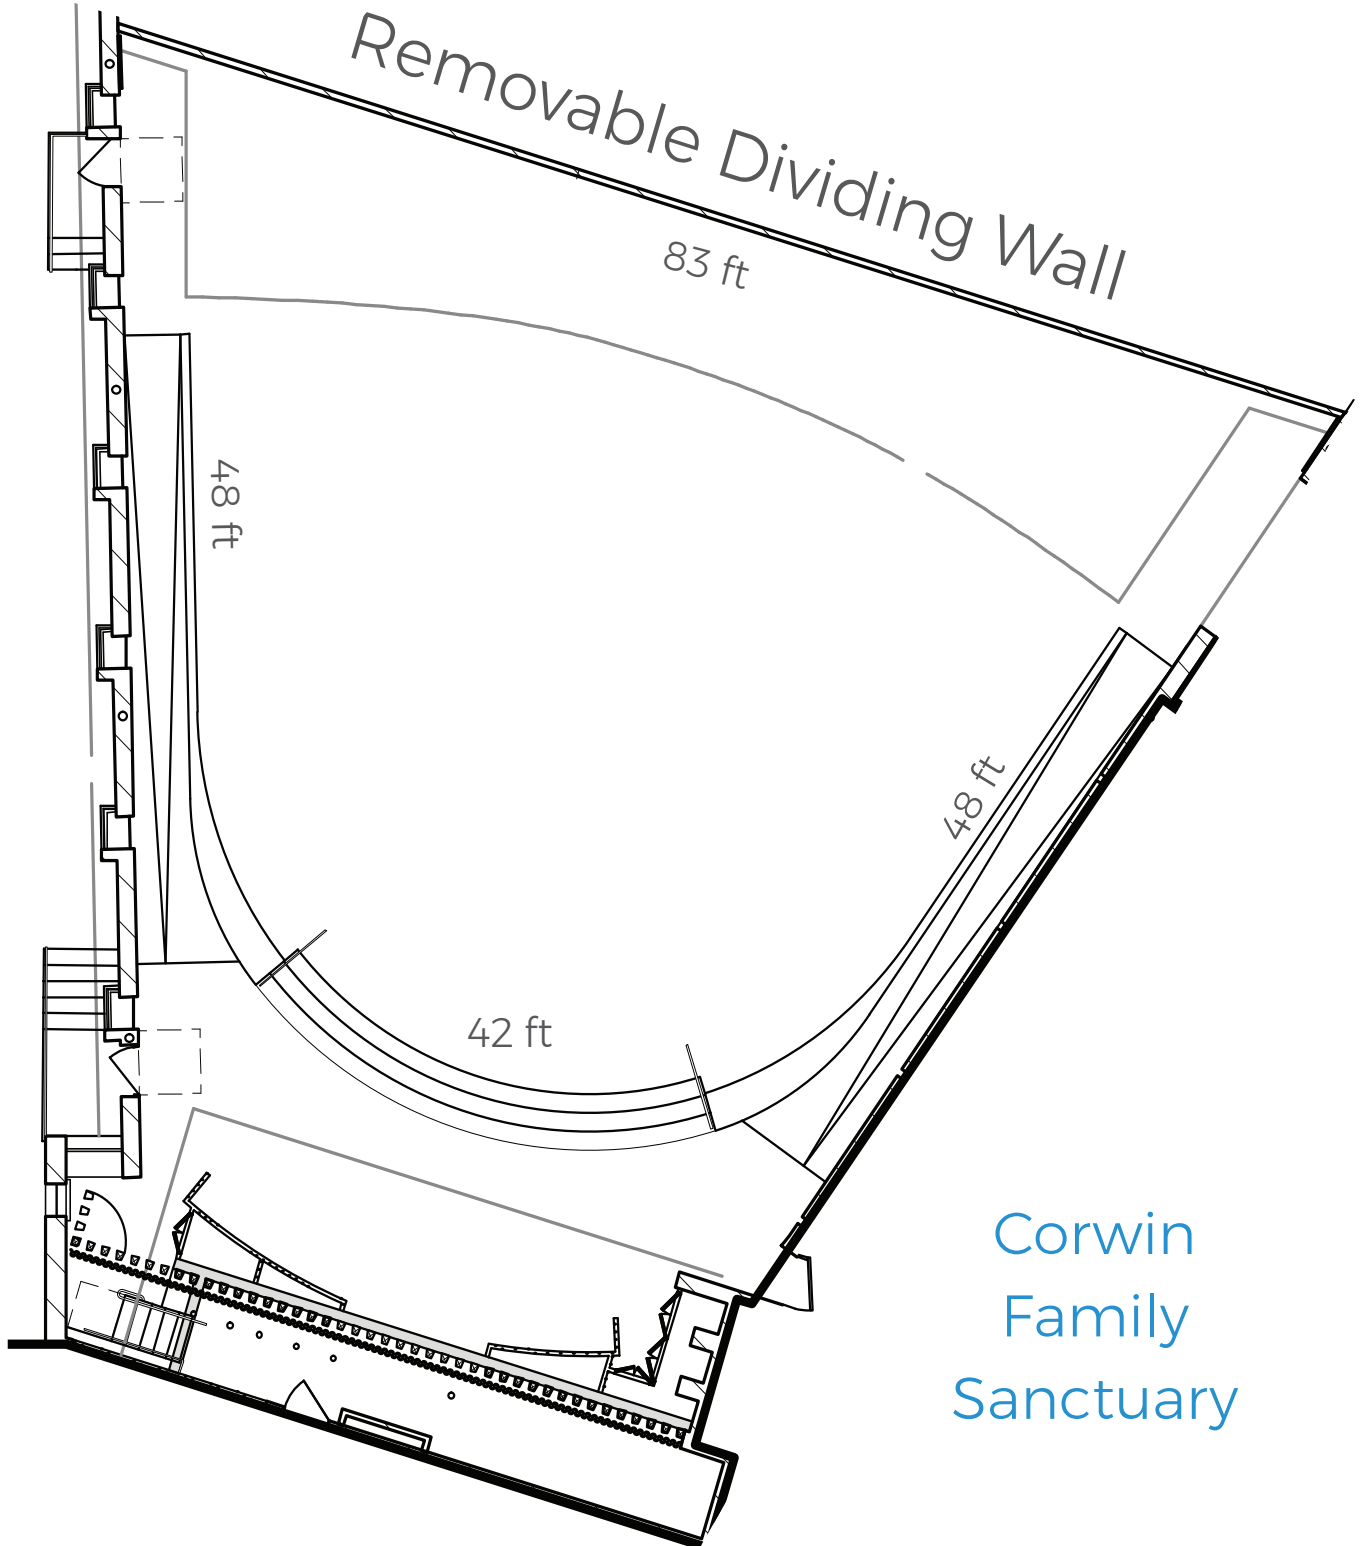 Removable Dividing Wall
83 ft
48 ft
48 ft
42 ft
Corwin
Family
Sanctuary